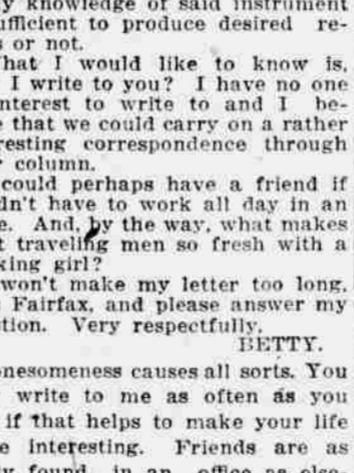 y knowledge of said instrument
ufficient to produce desired re-
s or not.
hat I would like to know is,
I write to you? I have no one
nterest to write to and I be-
e that we could carry on a rather
resting correspondence through
column.
could perhaps have a friend if
dn't have to work all day in an
e. And, by the way, what makes
t traveling men so fresh with a
king girl?
won't make my letter too long,
Fairfax, and please answer my
tion. Very respectfully,
BETTY.
nesomeness causes all sorts. You
write to me as often as you
if that helps to make your life
e interesting. Friends are as
y found in an office as else-